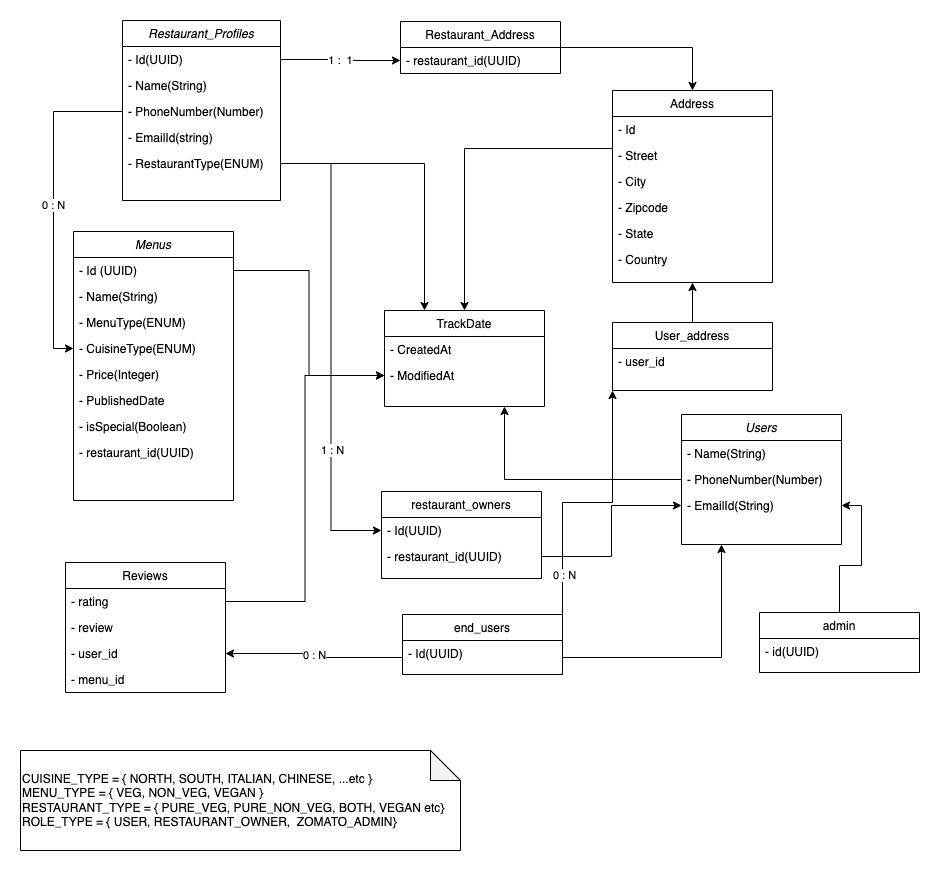 Restaurant_Profiles
- Id(UUID)
- Name(String)
- PhoneNumber(Number)
- EmailId(string)
- RestaurantType(ENUM)
1 : 1
Restaurant_Address
- restaurant_id(UUID)
Address
- Id
- Street
- City
- Zipcode
- State
- Country
0 : N
Menus
- Id (UUID)
- Name(String)
- MenuType(ENUM)
- CuisineType(ENUM)
- Price(Integer)
- PublishedDate
- isSpecial(Boolean)
- restaurant_id(UUID)
TrackDate
- CreatedAt
- ModifiedAt
User_address
- user_id
Users
- Name(String)
- PhoneNumber(Number)
- EmailId(String)
1 : N
restaurant_owners
- Id(UUID)
- restaurant_id(UUID)
0 : N
Reviews
- rating
- review
- user_id
- menu_id
0 : N
end_users
- Id(UUID)
admin
- id(UUID)
CUISINE_TYPE = { NORTH, SOUTH, ITALIAN, CHINESE, ...etc }
MENU_TYPE = { VEG, NON_VEG, VEGAN }
RESTAURANT_TYPE = { PURE_VEG, PURE_NON_VEG, BOTH, VEGAN etc}
ROLE_TYPE = { USER, RESTAURANT_OWNER, ZOMATO_ADMIN}